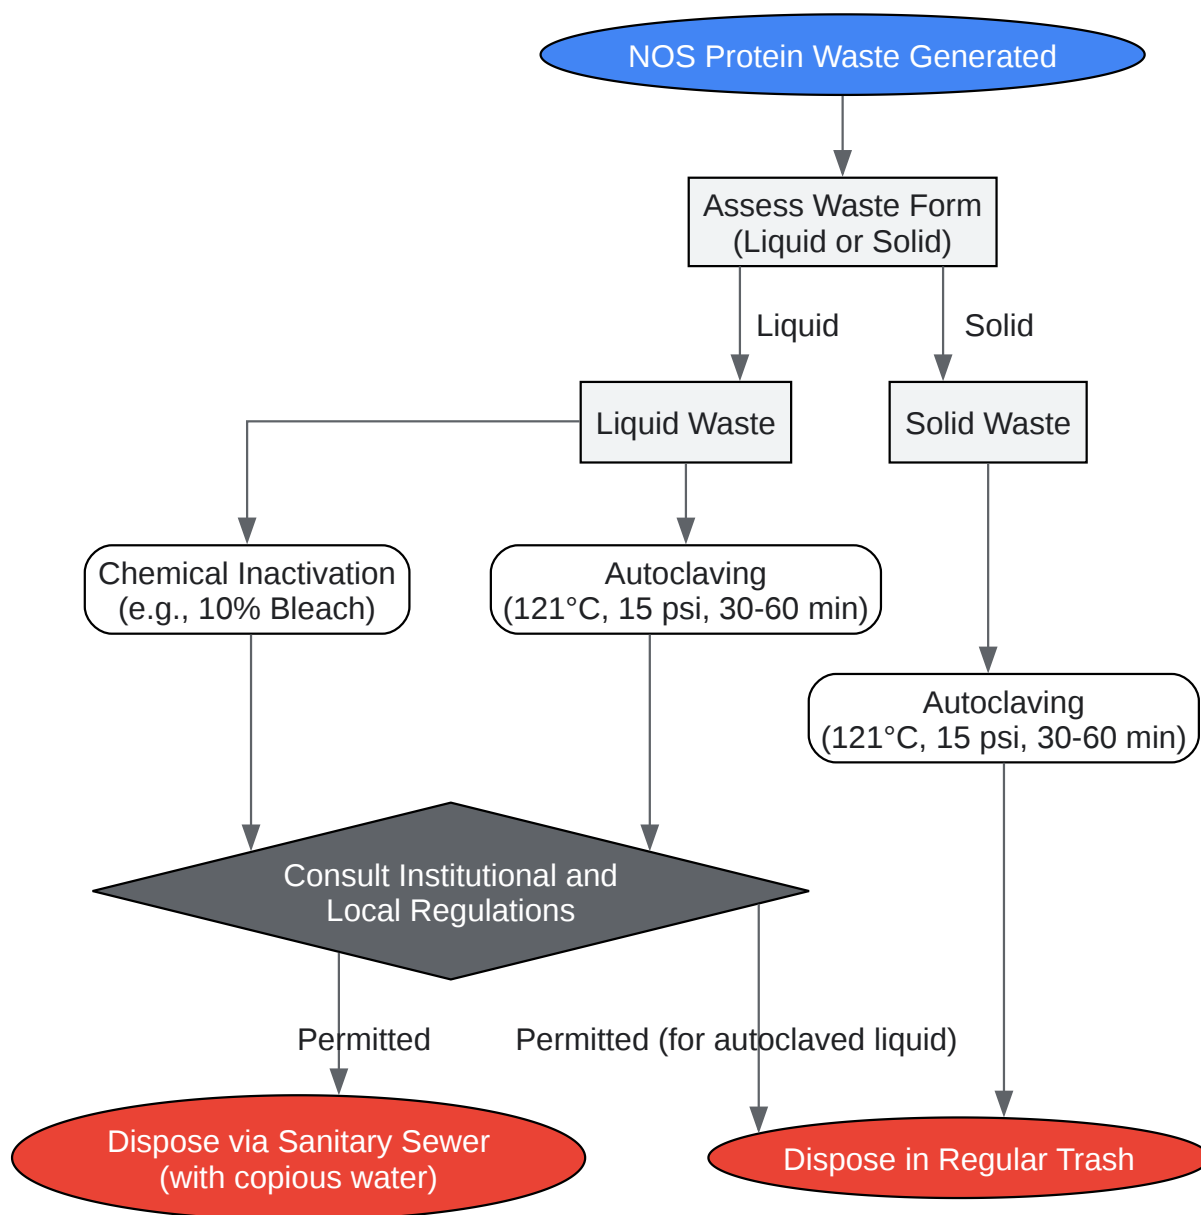 NOS Protein Waste Generated
Assess Waste Form
(Liquid or Solid)
Liquid
Solid
Liquid Waste
Solid Waste
Chemical Inactivation
(e.g., 10% Bleach)
Autoclaving
(121°C, 15 psi, 30-60 min)
Autoclaving
(121°C, 15 psi, 30-60 min)
Consult Institutional and
Local Regulations
Permitted
Permitted (for autoclaved liquid)
Dispose via Sanitary Sewer
(with copious water)
Dispose in Regular Trash